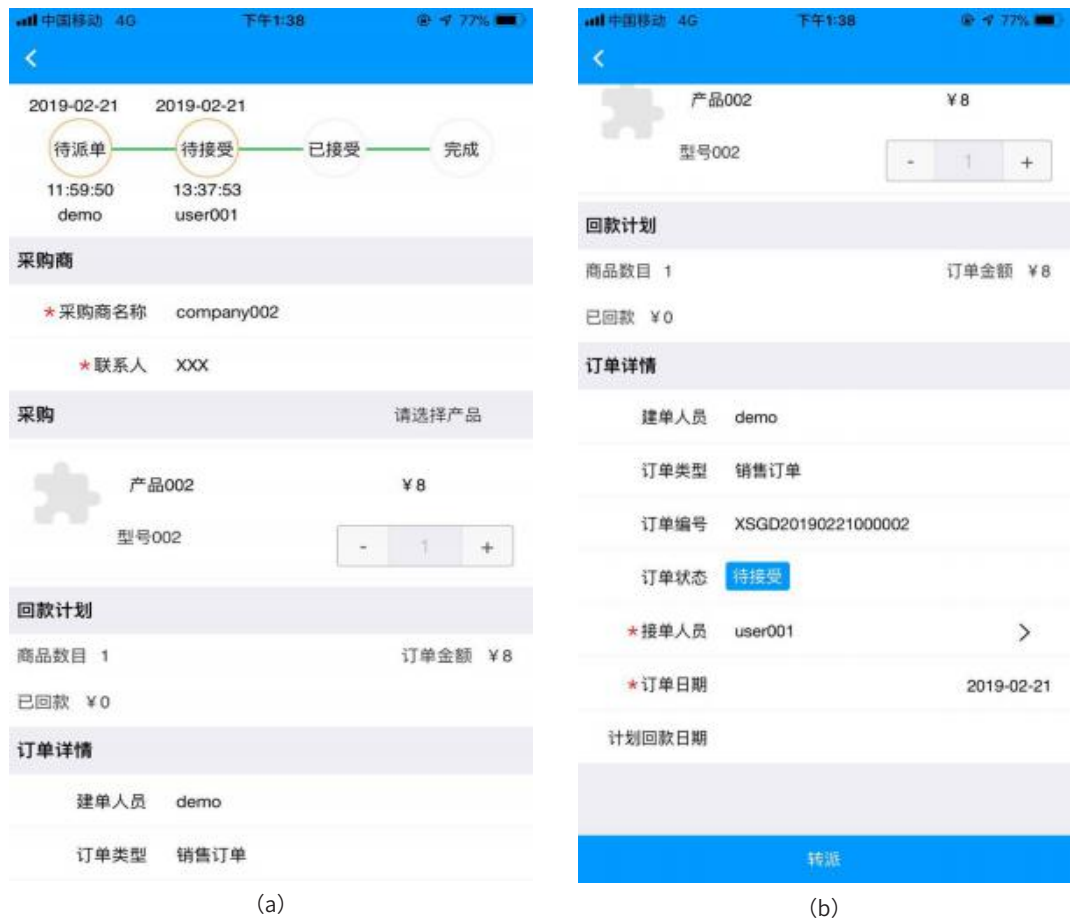 中国移动 4G 下午1:38 77%
2019-02-21 2019-02-21
待派单 待接受 已接受 完成
11:59:50 13:37:53
demo user001
采购商
*采购商名称 company002
*联系人 XXX
采购 请选择产品
产品002 ¥8
型号002 - 1 +
回款计划
商品数目 1 订单金额 ¥8
已回款 ¥0
订单详情
建单人员 demo
订单类型 销售订单
(a)
中国移动 4G 下午1:38 77%
产品002 ¥8
型号002 - 1 +
回款计划
商品数目 1 订单金额 ¥8
已回款 ¥0
订单详情
建单人员 demo
订单类型 销售订单
订单编号 XSGD20190221000002
订单状态 待接受
*接单人员 user001
*订单日期 2019-02-21
计划回款日期
转派
(b)